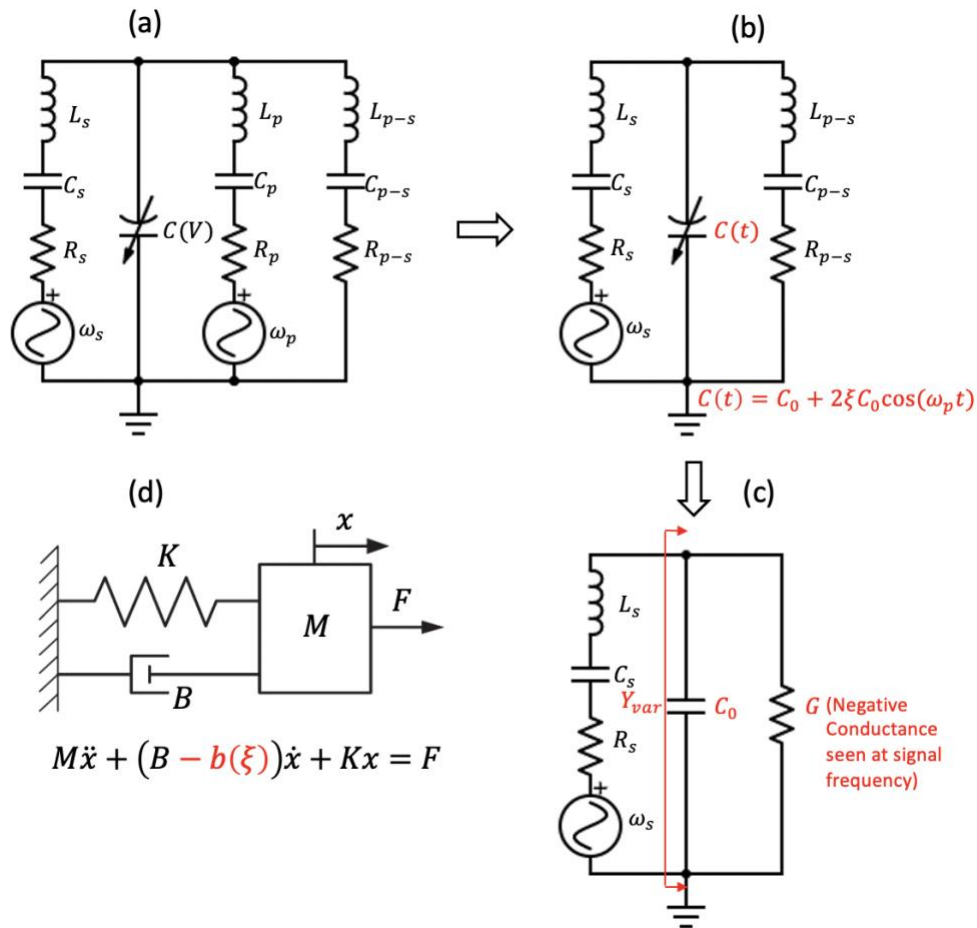 (a)
L_s
C_s
R_s
+
ω_s
C(V)
L_p
C_p
R_p
+
ω_p
L_{p-s}
C_{p-s}
R_{p-s}
(b)
L_s
C_s
R_s
+
ω_s
C(t)
L_{p-s}
C_{p-s}
R_{p-s}
C(t) = C_0 + 2ξC_0cos(ω_pt)
(c)
L_s
C_s
R_s
+
ω_s
Y_{var}
C_0
G (Negative
Conductance
seen at signal
frequency)
(d)
x
K
F
M
B
Mẍ + (B − b(ξ))ẋ + Kx = F